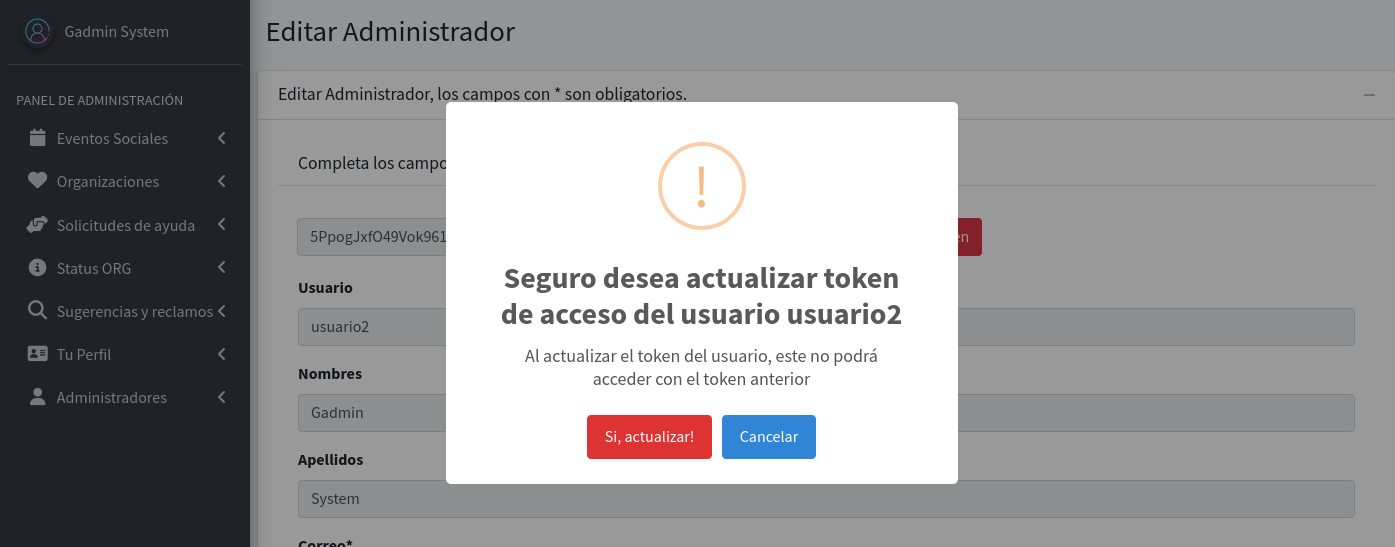 Gadmin System
PANEL DE ADMINISTRACIÓN
Eventos Sociales
Organizaciones
Solicitudes de ayuda
Status ORG
Sugerencias y reclamos
Tu Perfil
Administradores
Editar Administrador
Editar Administrador, los campos con * son obligatorios.
Completa los campo
5PpogJxfO49Vok961
en
Usuario
usuario2
Nombres
Gadmin
Apellidos
System
Correo*
Seguro desea actualizar token
de acceso del usuario usuario2
Al actualizar el token del usuario, este no podrá
acceder con el token anterior
Si, actualizar!
Cancelar